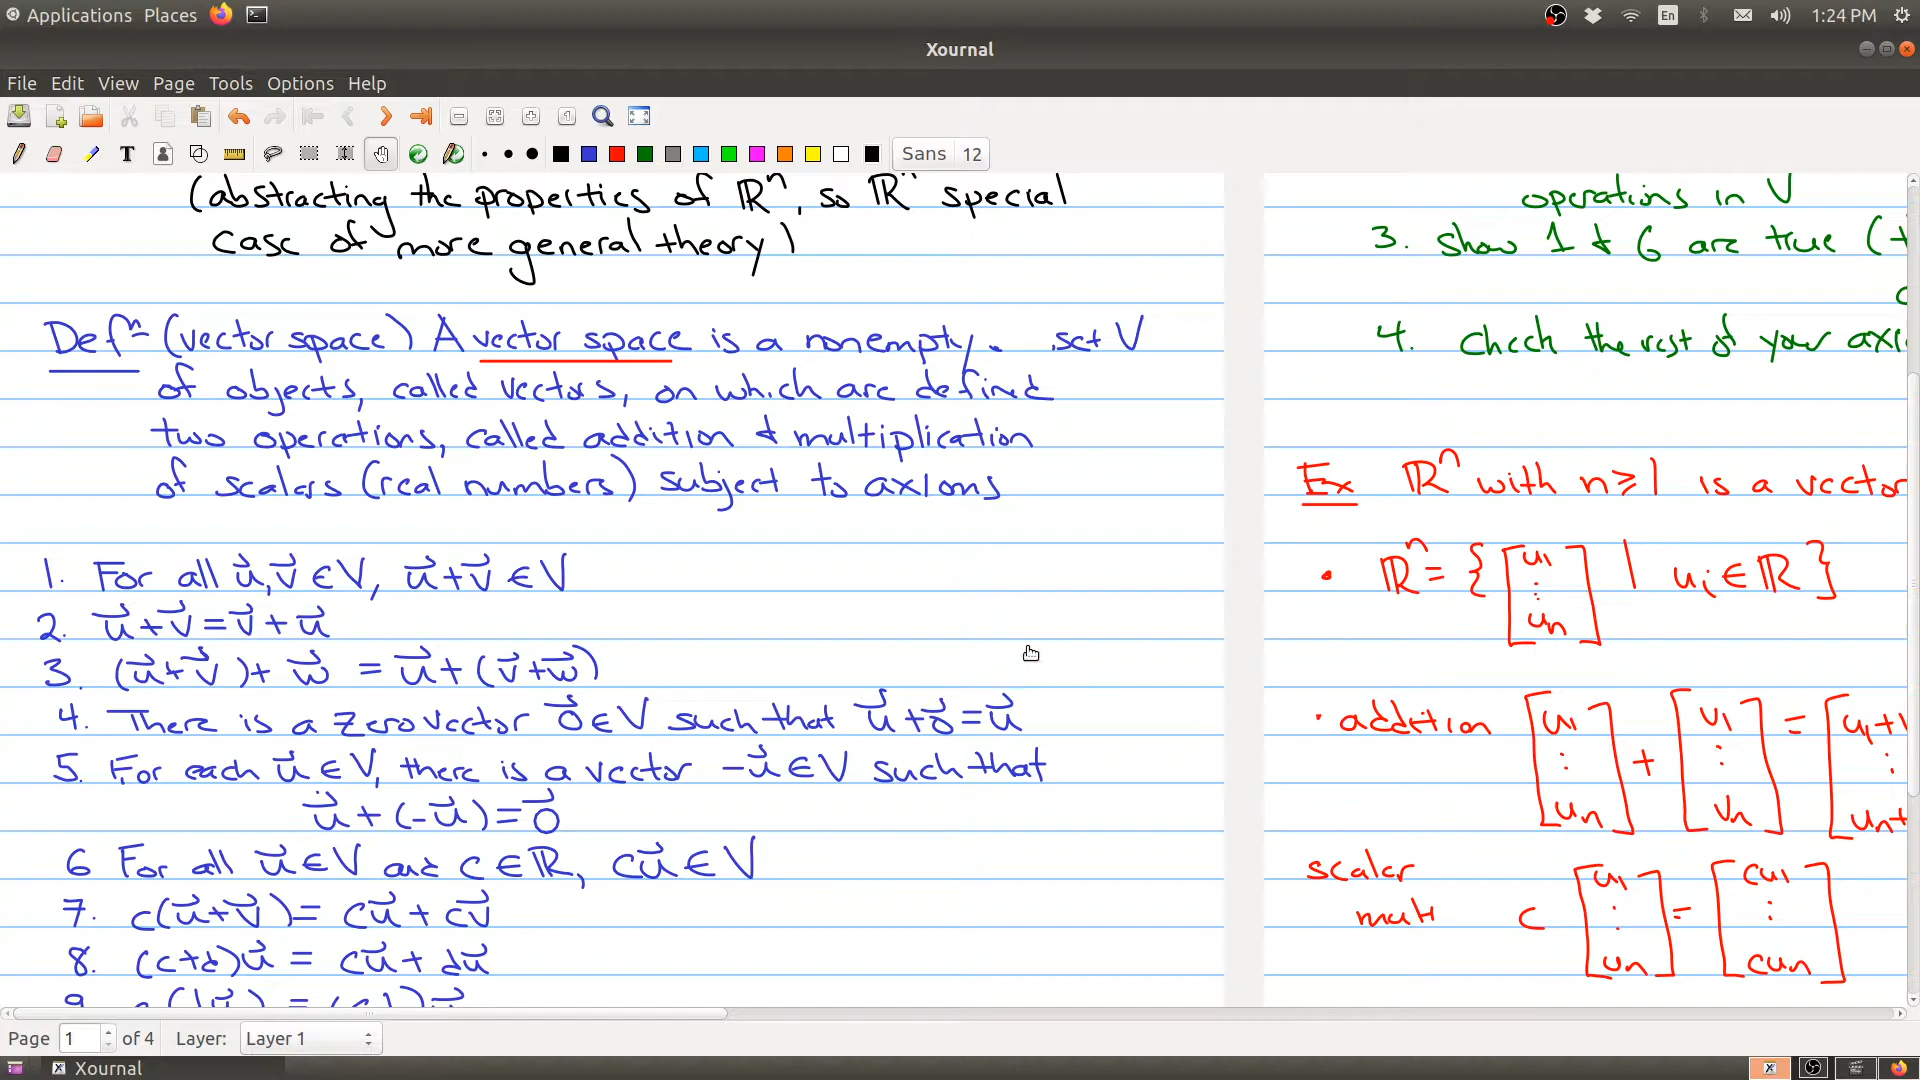 Applications Places En 1:24 PM
Xournal
File Edit View Page Tools Options Help
Sans 12
(abstracting the properties of ℝⁿ, so ℝⁿ special
case of more general theory)
Defⁿ (vector space) A vector space is a nonempty set V
of objects, called vectors, on which are defined
two operations, called addition & multiplication
of scalars (real numbers) subject to axioms
1. For all u⃗,v⃗ ∈ V, u⃗+v⃗ ∈ V
2. u⃗+v⃗ = v⃗+u⃗
3. (u⃗+v⃗)+w⃗ = u⃗+(v⃗+w⃗)
4. There is a zero vector 0⃗ ∈ V such that u⃗+0⃗=u⃗
5. For each u⃗ ∈ V, there is a vector -u⃗ ∈ V such that
u⃗+(-u⃗)=0⃗
6 For all u⃗ ∈ V and c ∈ ℝ, cu⃗ ∈ V
7. c(u⃗+v⃗) = cu⃗+cv⃗
8. (c+d)u⃗ = cu⃗+du⃗
operations in V
3. show 1 & 6 are true (
4. Check the rest of your axi
Ex ℝⁿ with n≥1 is a vector
• ℝⁿ = { [u₁ ⋮ uₙ] | uᵢ ∈ ℝ }
• addition [u₁ ⋮ uₙ] + [v₁ ⋮ vₙ] = [u₁+ ⋮ uₙ+
scalar
mult c [u₁ ⋮ uₙ] = [cu₁ ⋮ cuₙ]
Page 1 of 4 Layer: Layer 1
Xournal